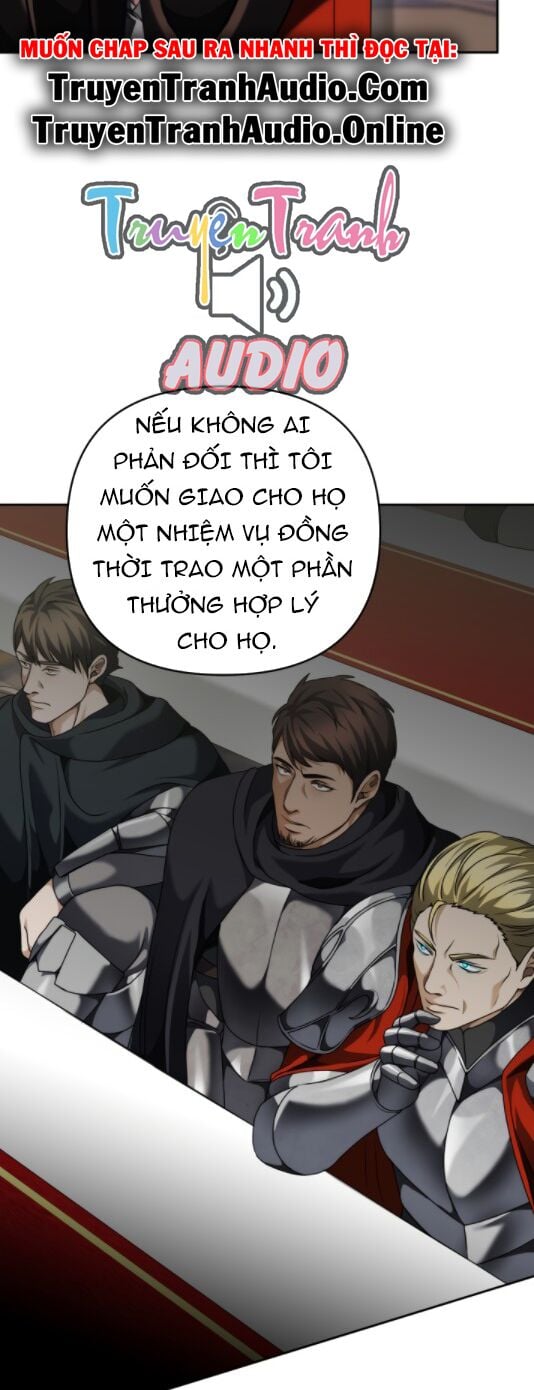 MUỐN CHAP SAU RA NHANH THÌ ĐỌC TẠI:
TruyenTranhAudio.Com
TruyenTranhAudio.Online
TruyệnTranh
AUDIO
NẾU KHÔNG AI
PHẢN ĐỐI THÌ TÔI
MUỐN GIAO CHO HỌ
MỘT NHIỆM VỤ ĐỒNG
THỜI TRAO MỘT PHẦN
THƯỞNG HỢP LÝ
CHO HỌ.